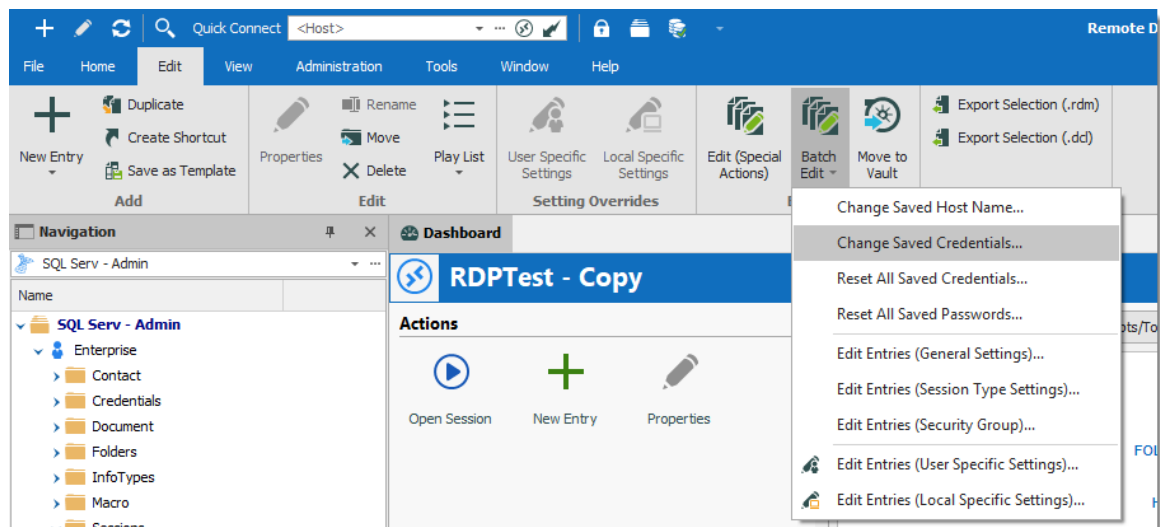 Quick Connect <Host>
Remote D
File Home Edit View Administration Tools Window Help
New Entry
Duplicate
Create Shortcut
Save as Template
Add
Properties
Rename
Move
Delete
Edit
Play List
User Specific
Settings
Local Specific
Settings
Setting Overrides
Edit (Special
Actions)
Batch
Edit
Move to
Vault
Export Selection (.rdm)
Export Selection (.dd)
Navigation
SQL Serv - Admin
Name
SQL Serv - Admin
Enterprise
Contact
Credentials
Document
Folders
InfoTypes
Macro
Sessions
Dashboard
RDPTest - Copy
Actions
Open Session
New Entry
Properties
Change Saved Host Name...
Change Saved Credentials...
Reset All Saved Credentials...
Reset All Saved Passwords...
Edit Entries (General Settings)...
Edit Entries (Session Type Settings)...
Edit Entries (Security Group)...
Edit Entries (User Specific Settings)...
Edit Entries (Local Specific Settings)...
pts/To
FOL